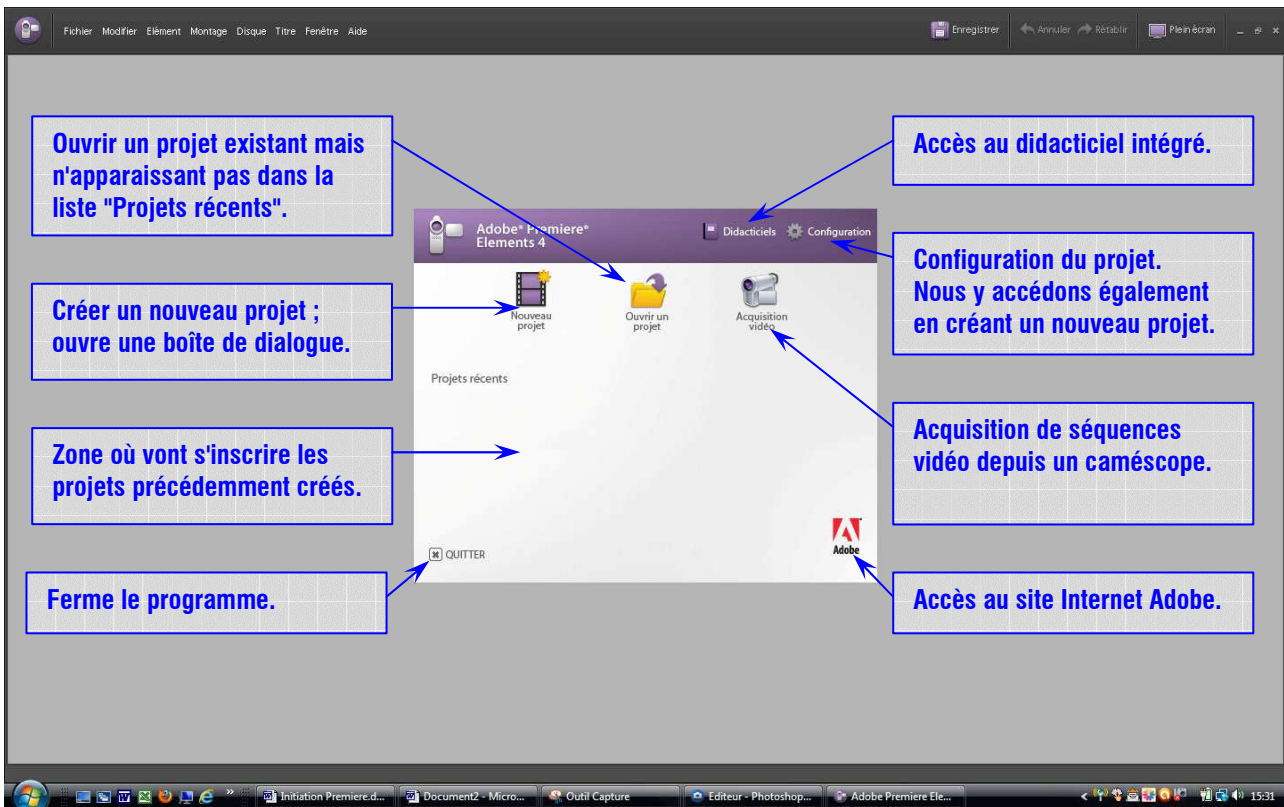 Fichier Modifier Elément Montage Disque Titre Fenêtre Aide
Enregistrer Annuler Rétablir Plein écran
Ouvrir un projet existant mais
n'apparaissant pas dans la
liste "Projets récents".
Accès au didacticiel intégré.
Adobe® Premiere®
Elements 4
Didacticiels Configuration
Configuration du projet.
Nous y accédons également
en créant un nouveau projet.
Créer un nouveau projet ;
ouvre une boîte de dialogue.
Nouveau
projet
Ouvrir un
projet
Acquisition
vidéo
Projets récents
Zone où vont s'inscrire les
projets précédemment créés.
Acquisition de séquences
vidéo depuis un caméscope.
QUITTER
Adobe
Ferme le programme.
Accès au site Internet Adobe.
Initiation Premiere.d... Document2 - Micro... Outil Capture Editeur - Photoshop... Adobe Premiere Ele... 15:31